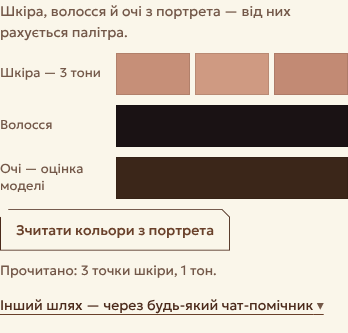 Шкіра, волосся й очі з портрета — від них
рахується палітра.
Шкіра — 3 тони
Волосся
Очі — оцінка
моделі
Зчитати кольори з портрета
Прочитано: 3 точки шкіри, 1 тон.
Інший шлях — через будь-який чат-помічник ▾